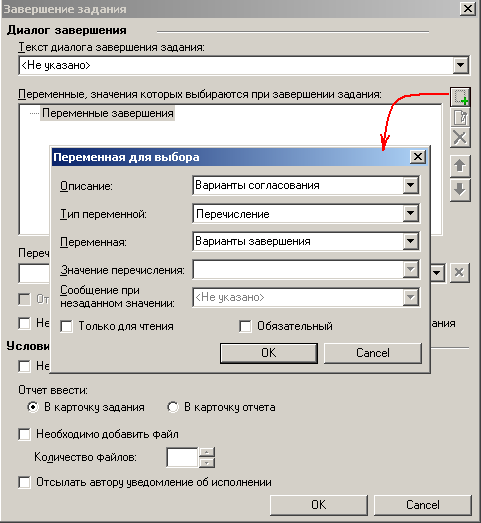 Завершение задания
Диалог завершения
Текст диалога завершения задания:
<Не указано>
Переменные, значения которых выбираются при завершении задания:
Переменные завершения
Переменная для выбора
Описание: Варианты согласования
Тип переменной: Перечисление
Переменная: Варианты завершения
Значение перечисления:
Сообщение при
незаданном значении: <Не указано>
Только для чтения Обязательный
OK Cancel
Переч
От
Не ания
Услови
Не
Отчет ввести:
В карточку задания В карточку отчета
Необходимо добавить файл
Количество файлов:
Отсылать автору уведомление об исполнении
OK Cancel